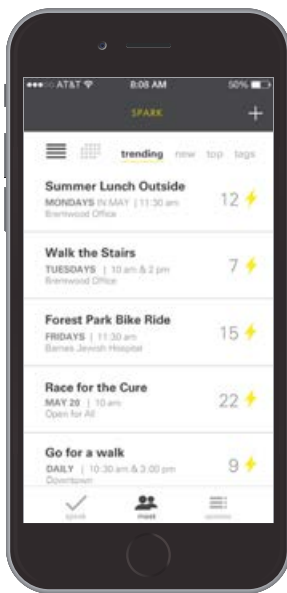 AT&T 8:08 AM 50%
SPARK +
trending new top tags
Summer Lunch Outside
MONDAYS IN MAY | 11:30 am 12
Brentwood Office
Walk the Stairs
TUESDAYS | 10 am & 2 pm 7
Brentwood Office
Forest Park Bike Ride
FRIDAYS | 11:30 am 15
Barnes Jewish Hospital
Race for the Cure
MAY 20 | 10 am 22
Open for All
Go for a walk
DAILY | 10:30 am & 3:00 pm 9
Downtown